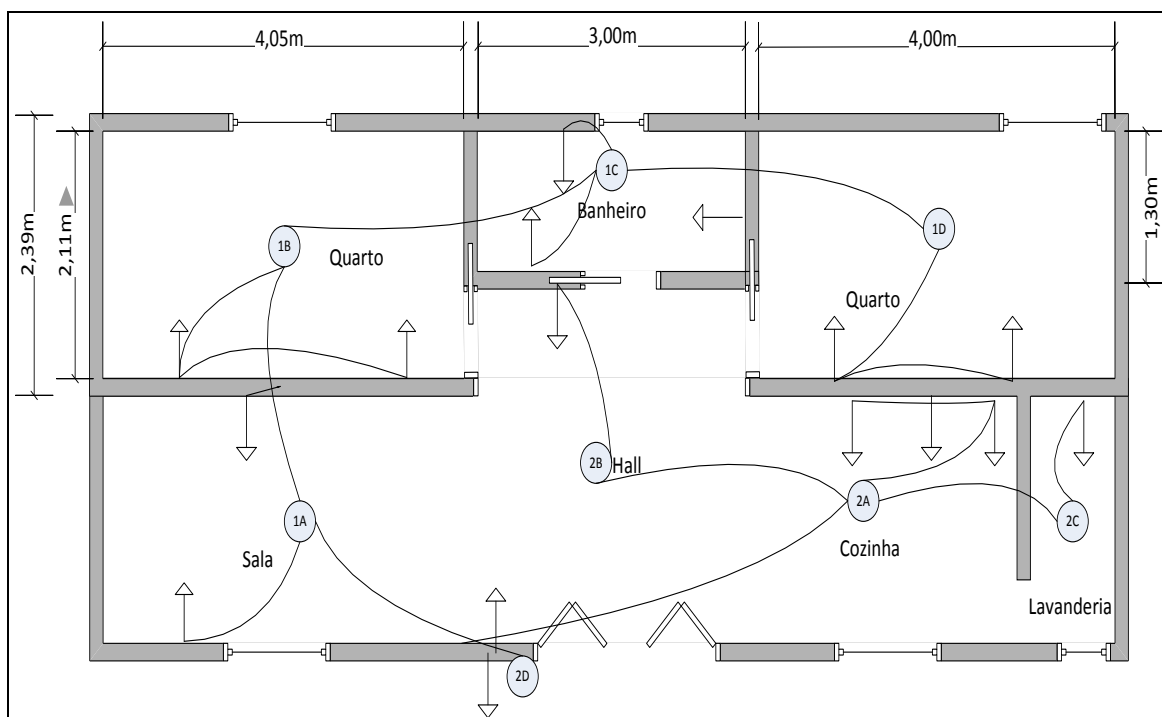 4,05m
3,00m
4,00m
2,39m
2,11m
1,30m
1C
Banheiro
1B
Quarto
1D
Quarto
2B
Hall
1A
Sala
2A
Cozinha
2C
Lavanderia
2D